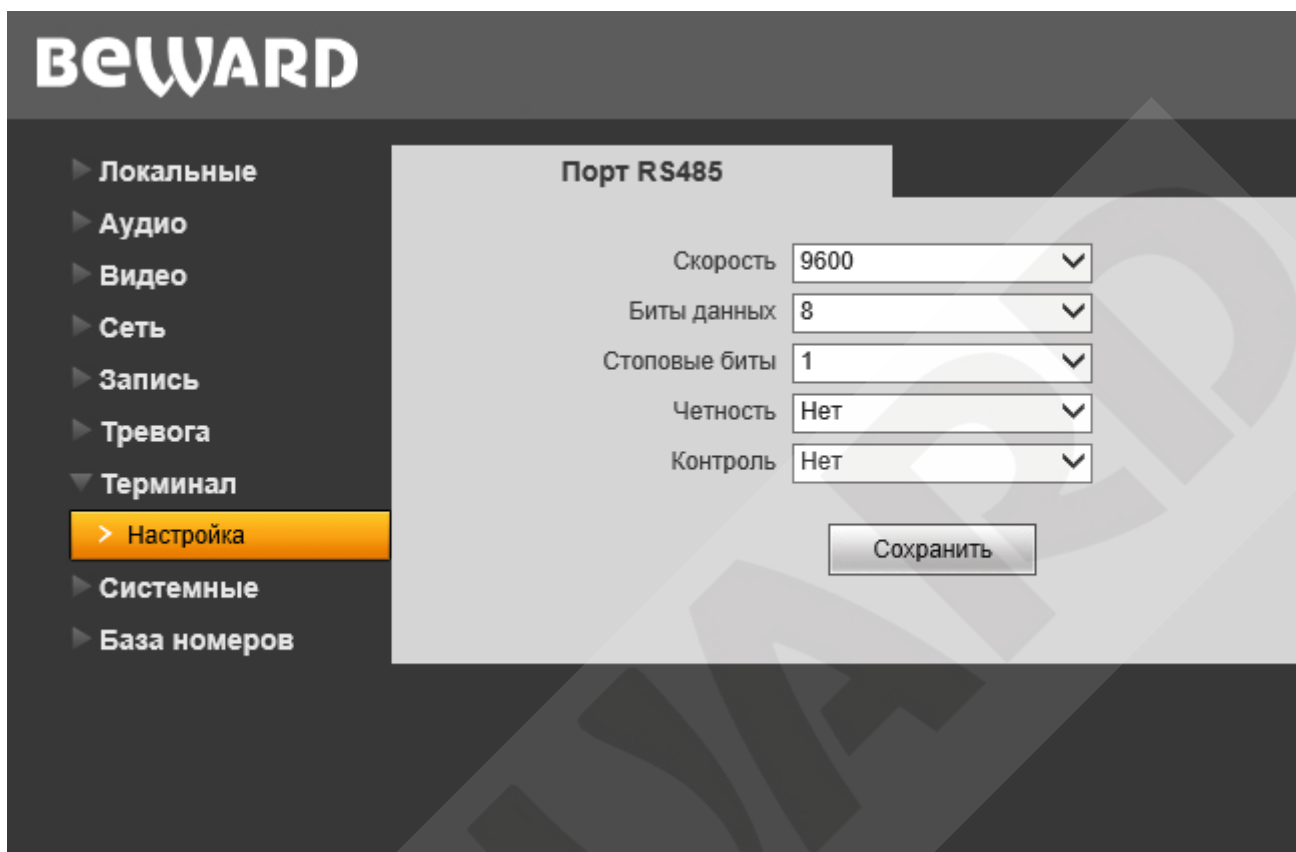 BEWARD
Локальные
Аудио
Видео
Сеть
Запись
Тревога
Терминал
Настройка
Системные
База номеров
Порт RS485
Скорость 9600
Биты данных 8
Стоповые биты 1
Четность Нет
Контроль Нет
Сохранить